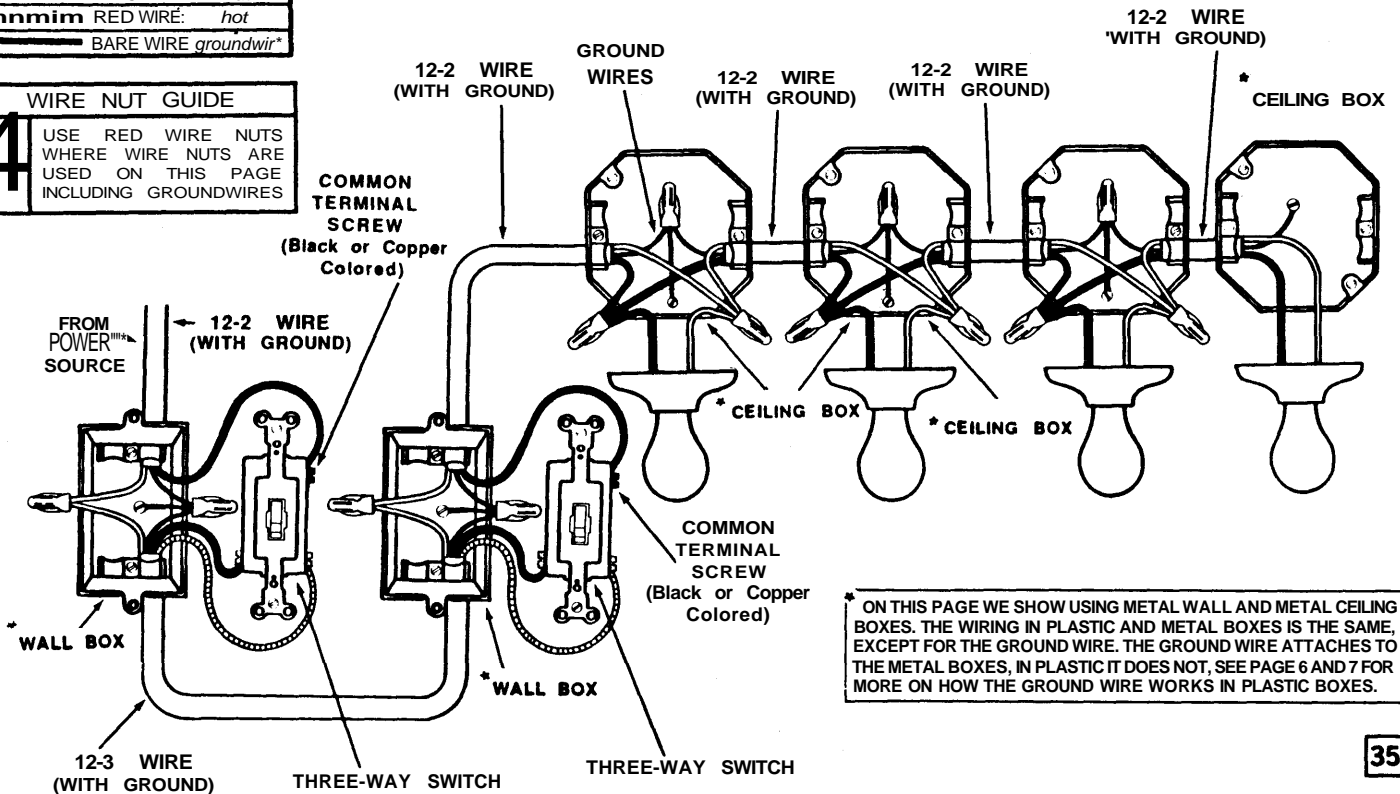 nnmim RED WIRE: hot
BARE WIRE groundwir*
WIRE NUT GUIDE
4
USE RED WIRE NUTS
WHERE WIRE NUTS ARE
USED ON THIS PAGE
INCLUDING GROUNDWIRES
COMMON
TERMINAL
SCREW
(Black or Copper
Colored)
12-2 WIRE
(WITH GROUND)
GROUND
WIRES
12-2 WIRE
(WITH GROUND)
12-2 WIRE
(WITH GROUND)
12-2 WIRE
'WITH GROUND)
*
CEILING BOX
FROM
POWER""*
SOURCE
12-2 WIRE
(WITH GROUND)
* CEILING BOX
* CEILING BOX
COMMON
TERMINAL
SCREW
(Black or Copper
Colored)
* WALL BOX
* WALL BOX
12-3 WIRE
(WITH GROUND)
THREE-WAY SWITCH
THREE-WAY SWITCH
* ON THIS PAGE WE SHOW USING METAL WALL AND METAL CEILING
BOXES. THE WIRING IN PLASTIC AND METAL BOXES IS THE SAME,
EXCEPT FOR THE GROUND WIRE. THE GROUND WIRE ATTACHES TO
THE METAL BOXES, IN PLASTIC IT DOES NOT, SEE PAGE 6 AND 7 FOR
MORE ON HOW THE GROUND WIRE WORKS IN PLASTIC BOXES.
35